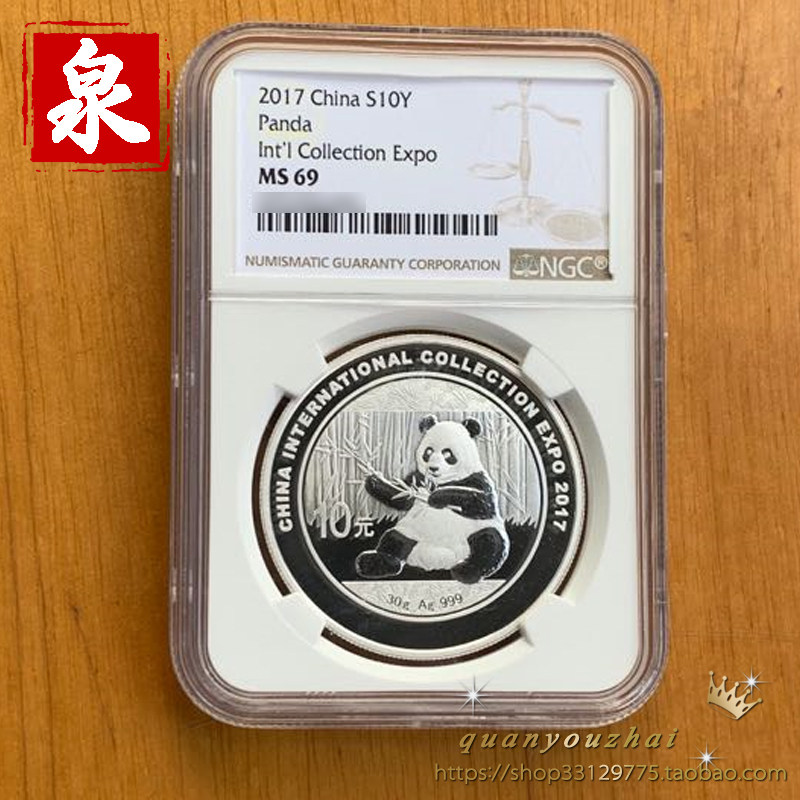 泉
2017 China S10Y
Panda
Int'l Collection Expo
MS 69
NUMISMATIC GUARANTY CORPORATION
NGC®
CHINA INTERNATIONAL COLLECTION EXPO 2017
10元
30g Ag 999
quanyouzhai
https://shop33129775.taobao.com